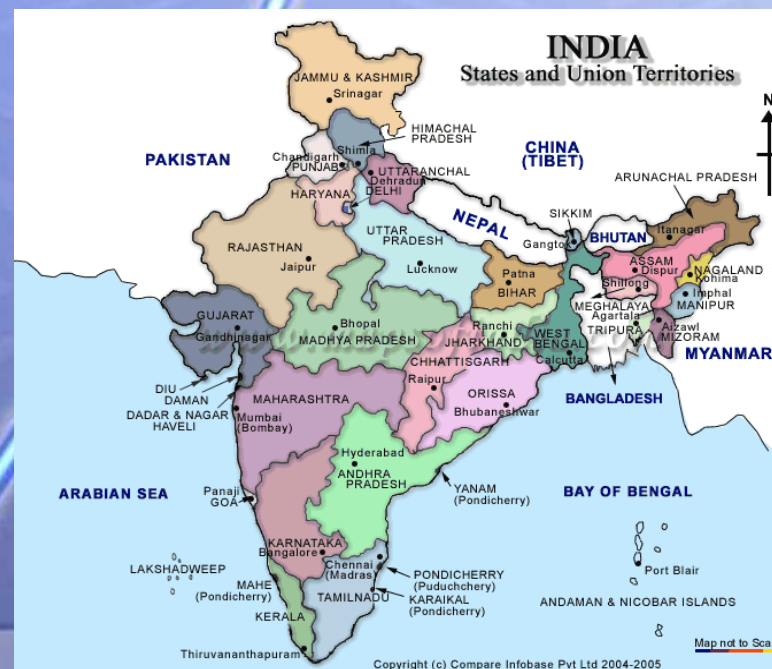 INDIA
States and Union Territories
N
JAMMU & KASHMIR
Srinagar
HIMACHAL
PRADESH
CHINA
(TIBET)
PAKISTAN
Shimla
Chandigarh
PUNJAB
UTTARANCHAL
Dehradun
ARUNACHAL PRADESH
HARYANA
DELHI
SIKKIM
NEPAL
UTTAR
PRADESH
Itanagar
BHUTAN
Gangto
RAJASTHAN
Jaipur
Lucknow
Patna
BIHAR
ASSAM
Dispur
NAGALAND
Kohima
Shillong
Imphal
MANIPUR
MEGHALAYA
GUJARAT
Gandhinagar
Bhopal
MADHYA PRADESH
Ranchi
JHARKHAND
WEST
BENGAL
Calcutta
Agartala
TRIPURA
Aizawl
MIZORAM
MYANMAR
CHHATTISGARH
Raipur
DIU
DAMAN
DADAR & NAGAR
HAVELI
MAHARASHTRA
Mumbai
(Bombay)
ORISSA
Bhubaneshwar
BANGLADESH
Hyderabad
ANDHRA
PRADESH
ARABIAN SEA
Panaji
GOA
YANAM
(Pondicherry)
BAY OF BENGAL
KARNATAKA
Bangalore
Chennai
(Madras)
LAKSHADWEEP
MAHE
(Pondicherry)
PONDICHERRY
(Puduchchery)
Port Blair
TAMILNADU
KARAIKAL
(Pondicherry)
KERALA
ANDAMAN & NICOBAR ISLANDS
Thiruvananthapuram
Map not to Sca
Copyright (c) Compare Infobase Pvt Ltd 2004-2005